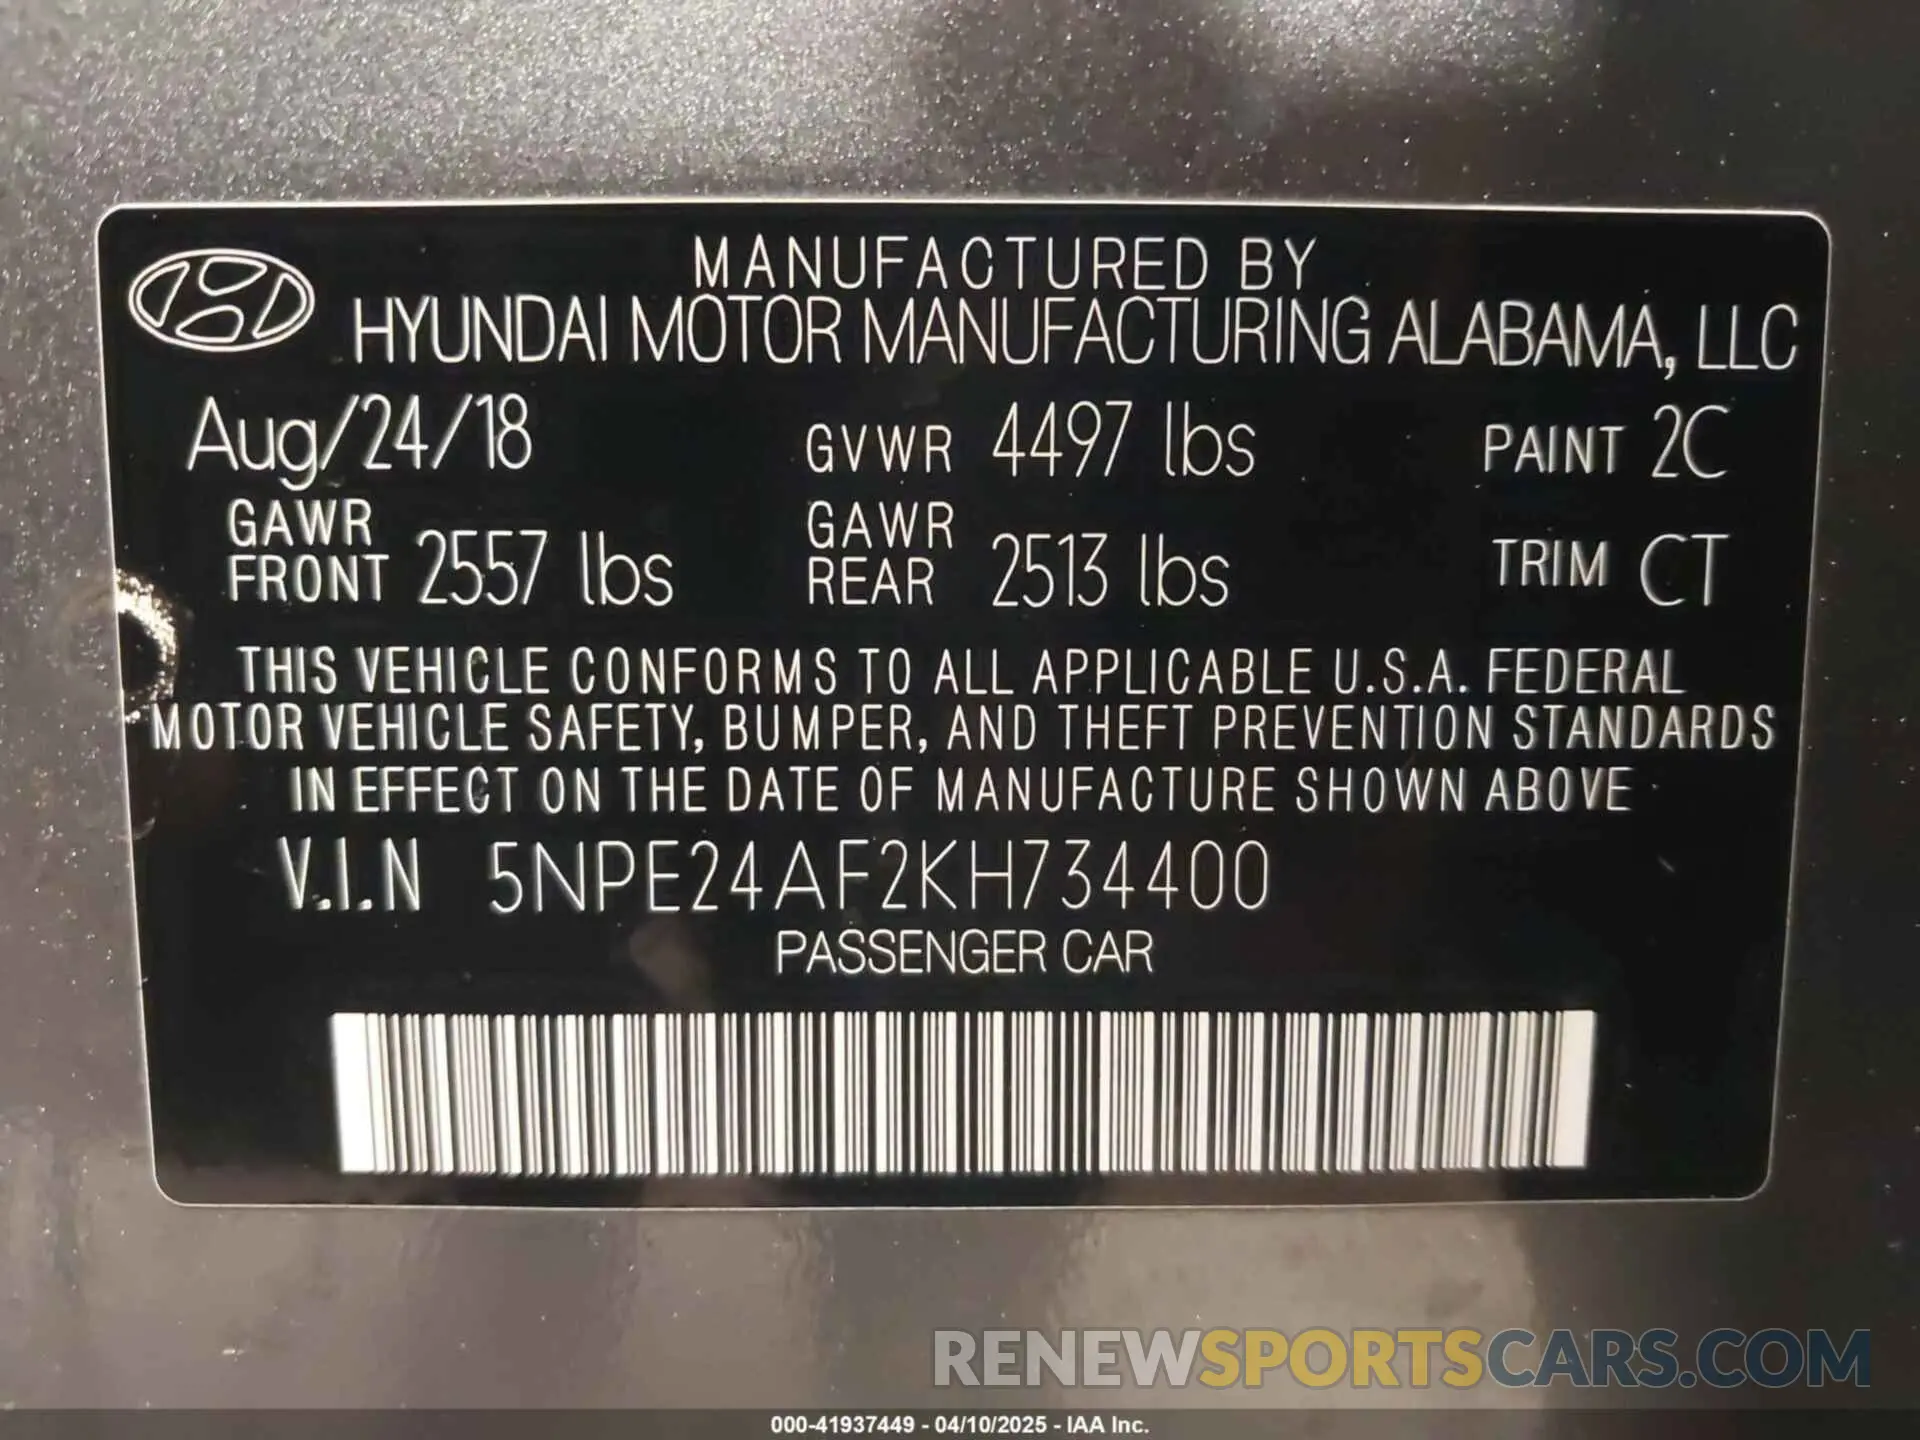 MANUFACTURED BY
HYUNDAI MOTOR MANUFACTURING ALABAMA, LLC
Aug/24/18 GVWR 4497 lbs PAINT 2C
GAWR FRONT 2557 lbs GAWR REAR 2513 lbs TRIM CT
THIS VEHICLE CONFORMS TO ALL APPLICABLE U.S.A. FEDERAL
MOTOR VEHICLE SAFETY, BUMPER, AND THEFT PREVENTION STANDARDS
IN EFFECT ON THE DATE OF MANUFACTURE SHOWN ABOVE
V.I.N 5NPE24AF2KH734400
PASSENGER CAR
RENEWSPORTSCARS.COM
000-41937449 - 04/10/2025 - IAA Inc.